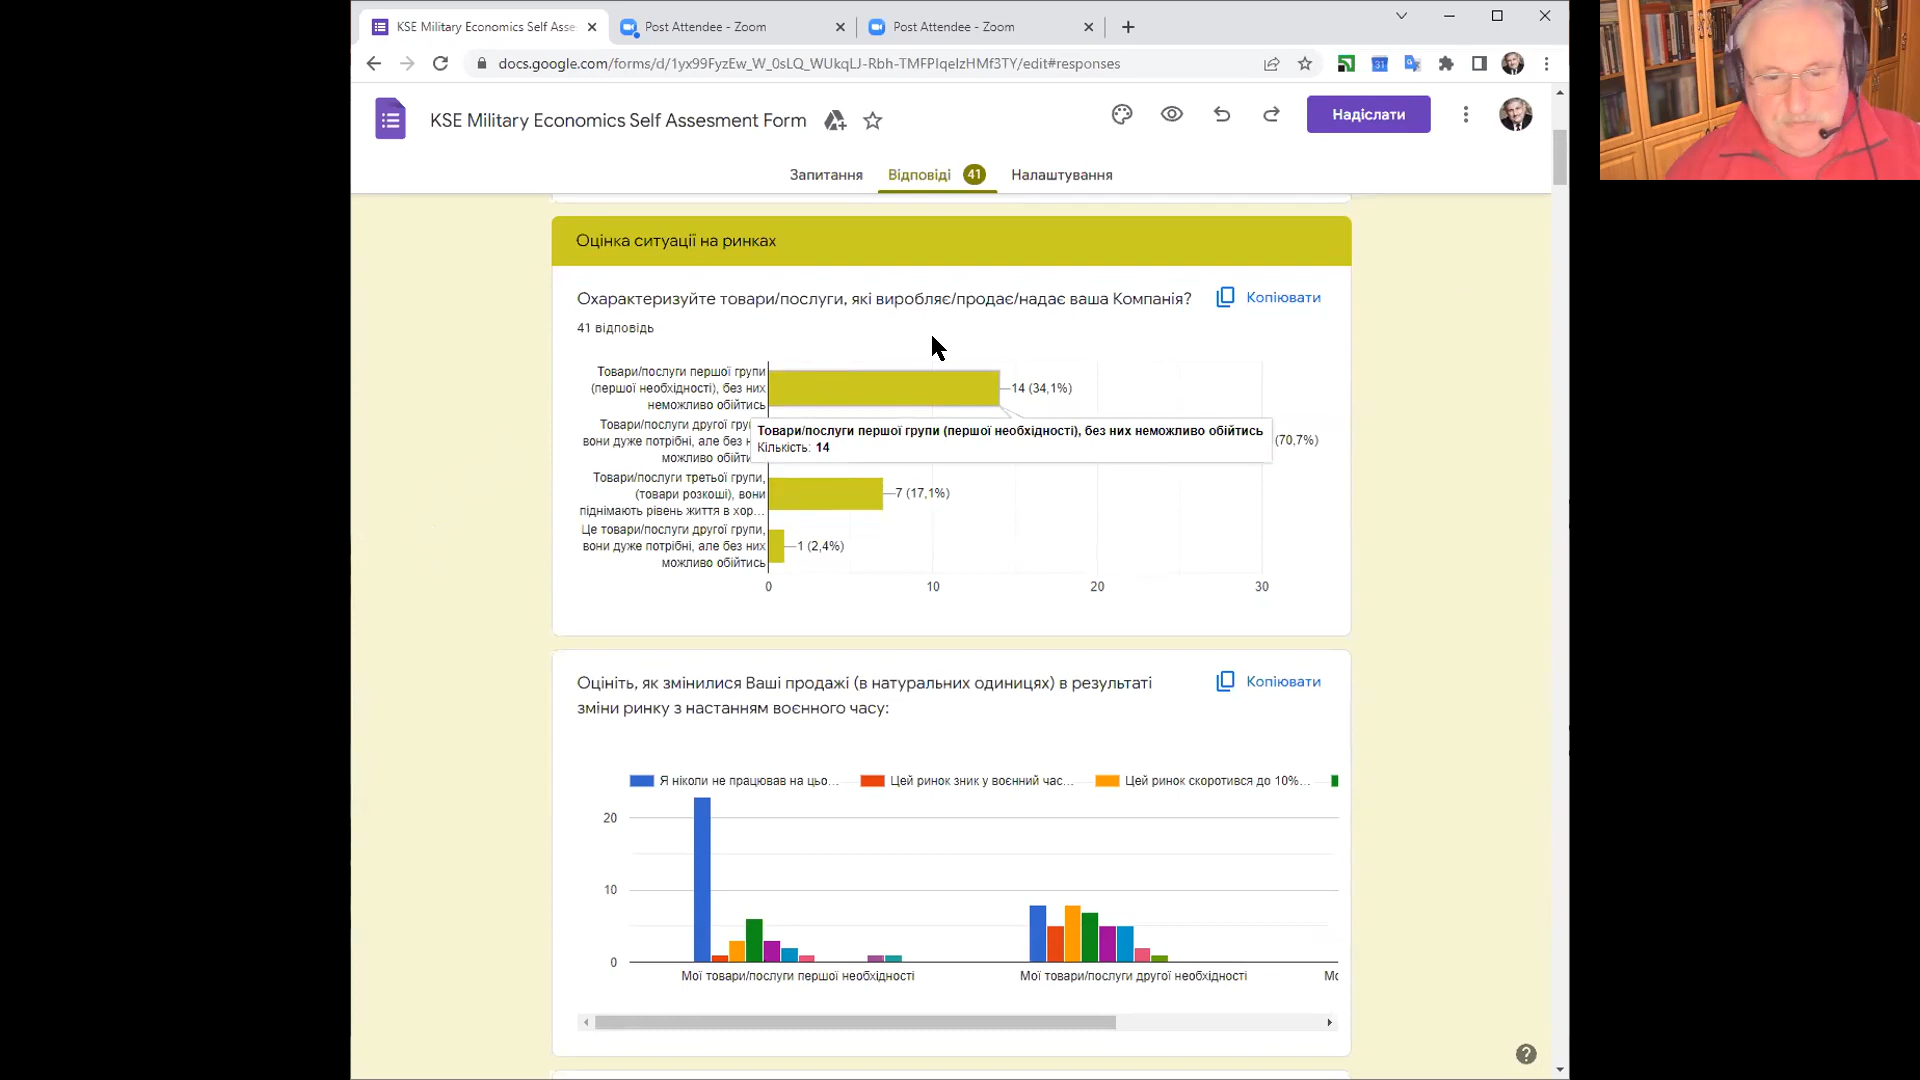 KSE Military Economics Self Asse
Post Attendee - Zoom
Post Attendee - Zoom
docs.google.com/forms/d/1yx99FyzEw_W_0sLQ_WUkqLJ-Rbh-TMFPIqelzHMf3TY/edit#responses
31
KSE Military Economics Self Assesment Form
Надіслати
Запитання
Відповіді 41
Налаштування
Оцінка ситуації на ринках
Охарактеризуйте товари/послуги, які виробляє/продає/надає ваша Компанія?
Копіювати
41 відповідь
Товари/послуги першої групи
(першої необхідності), без них
неможливо обійтись
14 (34,1%)
Товари/послуги другої
вони дуже потрібні, але без
можливо
(70,7%)
Товари/послуги першої групи (першої необхідності), без них неможливо обійтись
Кількість: 14
Товари/послуги третьої групи,
(товари розкоші), вони
піднімають рівень життя в хор...
7 (17,1%)
Це товари/послуги другої групи,
вони дуже потрібні, але без них
можливо обійтись
1 (2,4%)
0
10
20
30
Оцініть, як змінилися Ваші продажі (в натуральних одиницях) в результаті
зміни ринку з настанням воєнного часу:
Копіювати
Я ніколи не працював на цьо...
Цей ринок зник у воєнний час...
Цей ринок скоротився до 10%...
20
10
0
Мої товари/послуги першої необхідності
Мої товари/послуги другої необхідності